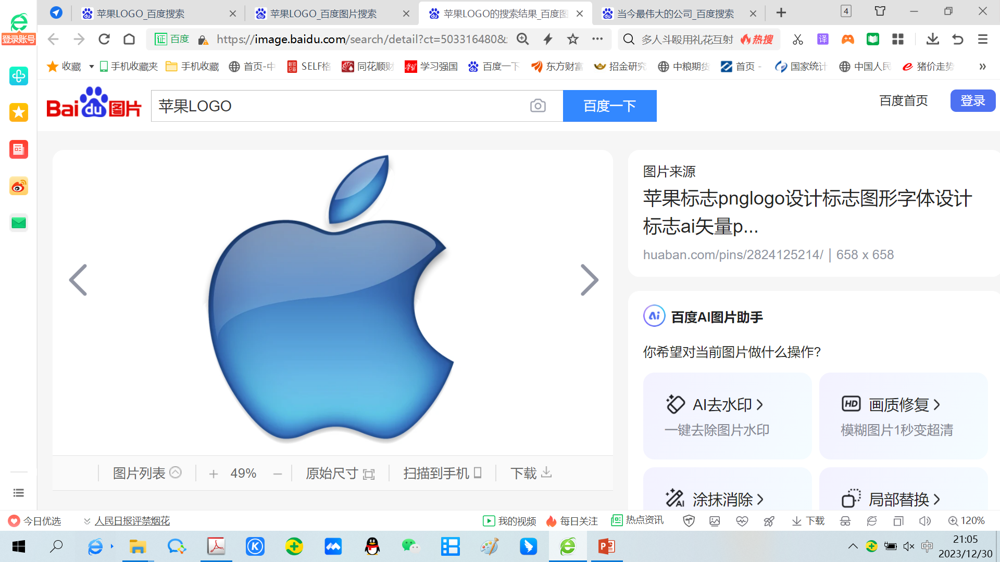 苹果LOGO_百度搜索
苹果LOGO_百度图片搜索
苹果LOGO的搜索结果_百度图
当今最伟大的公司_百度搜索
4
登录账号
证 百度
https://image.baidu.com/search/detail?ct=503316480&
多人斗殴用礼花互射
热搜
译
收藏
手机收藏夹
手机收藏
首页-中
SELF格
同花顺财
学习强国
百度一下
东方财富
招金研究
中粮期货
首页 -
国家统计
中国人民
猪价走势
Bai du 图片
苹果LOGO
百度一下
百度首页
登录
图片来源
苹果标志pnglogo设计标志图形字体设计
标志ai矢量p...
huaban.com/pins/2824125214/ | 658 x 658
Ai 百度AI图片助手
你希望对当前图片做什么操作?
AI去水印
一键去除图片水印
HD 画质修复
模糊图片1秒变超清
AI 涂抹消除
局部替换
图片列表
49%
原始尺寸
扫描到手机
下载
今日优选
人民日报评禁烟花
我的视频
每日关注
热点资讯
下载
120%
中
21:05
2023/12/30